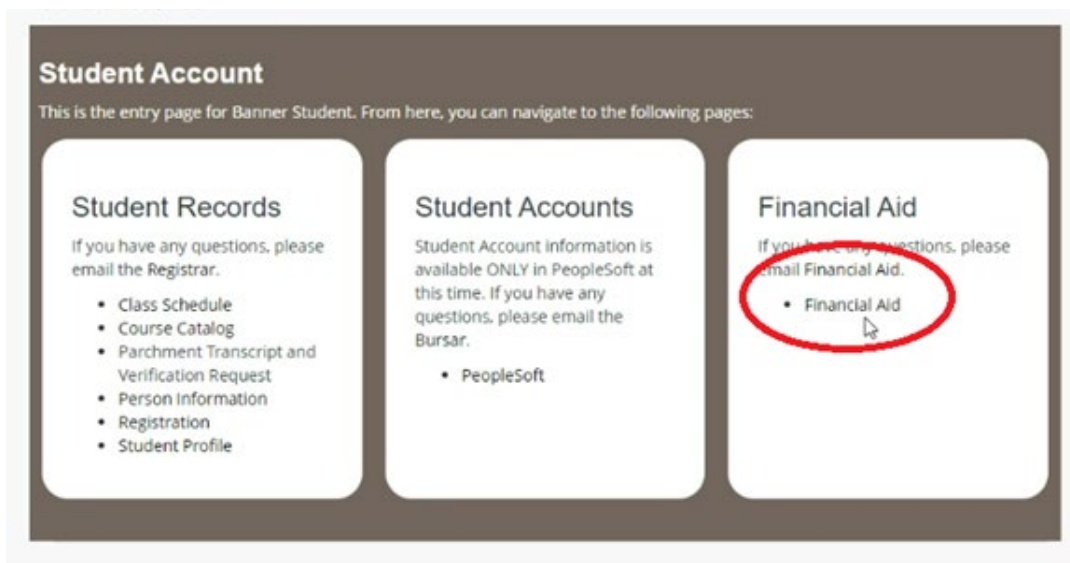 Student Account
This is the entry page for Banner Student. From here, you can navigate to the following pages:
Student Records
If you have any questions, please
email the Registrar.
• Class Schedule
• Course Catalog
• Parchment Transcript and
Verification Request
• Person Information
• Registration
• Student Profile
Student Accounts
Student Account information is
available ONLY in PeopleSoft at
this time. If you have any
questions, please email the
Bursar.
• PeopleSoft
Financial Aid
If you have any questions, please
email Financial Aid.
• Financial Aid